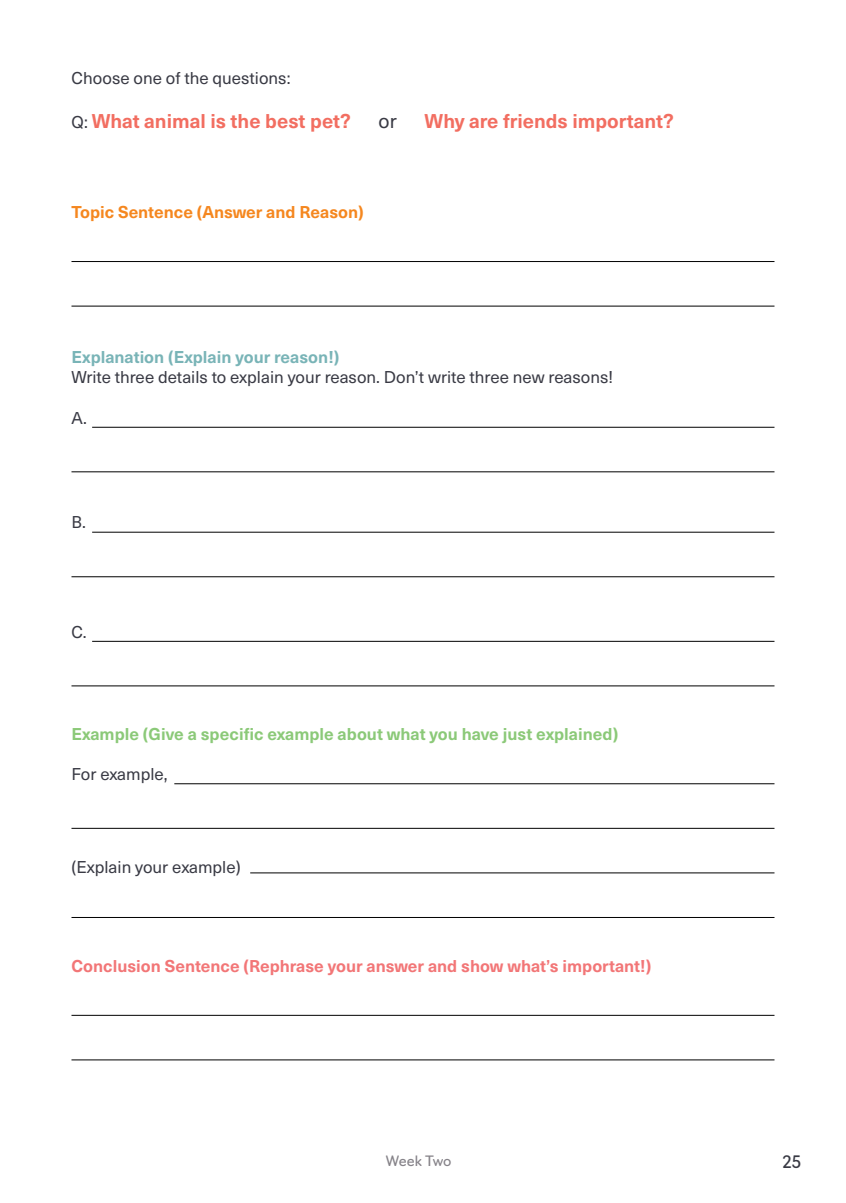 Choose one of the questions:
Q: What animal is the best pet? or Why are friends important?
Topic Sentence (Answer and Reason)
Explanation (Explain your reason!)
Write three details to explain your reason. Don't write three new reasons!
A.
B.
C.
Example (Give a specific example about what you have just explained)
For example,
(Explain your example)
Conclusion Sentence (Rephrase your answer and show what's important!)
Week Two 25